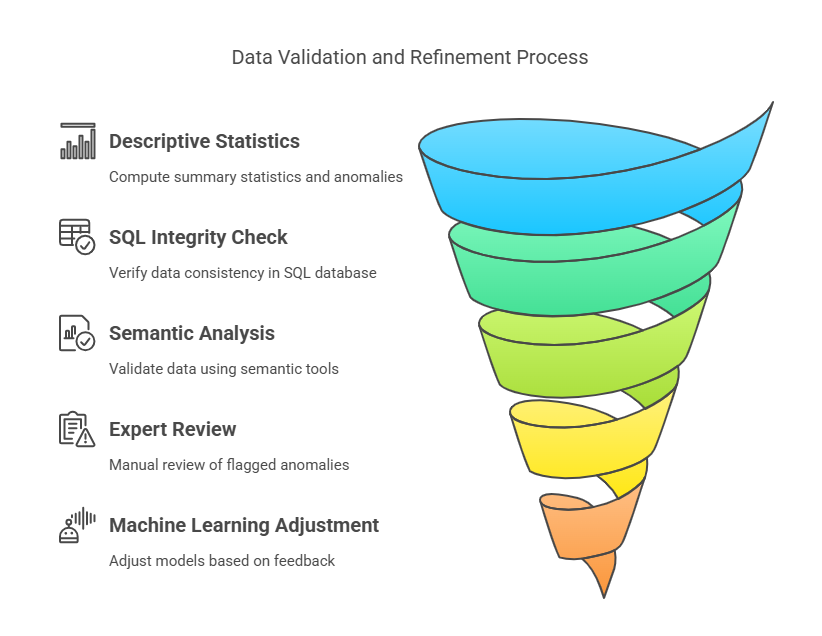 Data Validation and Refinement Process
Descriptive Statistics
Compute summary statistics and anomalies
SQL Integrity Check
Verify data consistency in SQL database
Semantic Analysis
Validate data using semantic tools
Expert Review
Manual review of flagged anomalies
Machine Learning Adjustment
Adjust models based on feedback